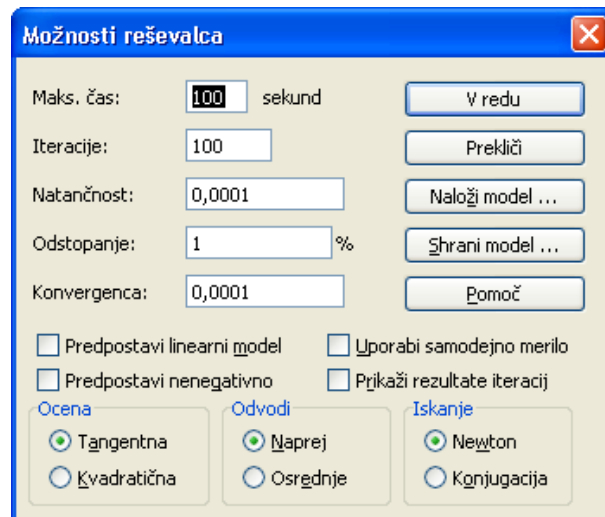 Možnosti reševalca
Maks. čas: 100 sekund V redu
Iteracije: 100 Prekliči
Natančnost: 0,0001 Naloži model ...
Odstopanje: 1 % Shrani model ...
Konvergenca: 0,0001 Pomoč
Predpostavi linearni model Uporabi samodejno merilo
Predpostavi nenegativno Prikaži rezultate iteracij
Ocena Odvodi Iskanje
Tangentna Naprej Newton
Kvadratična Osrednje Konjugacija